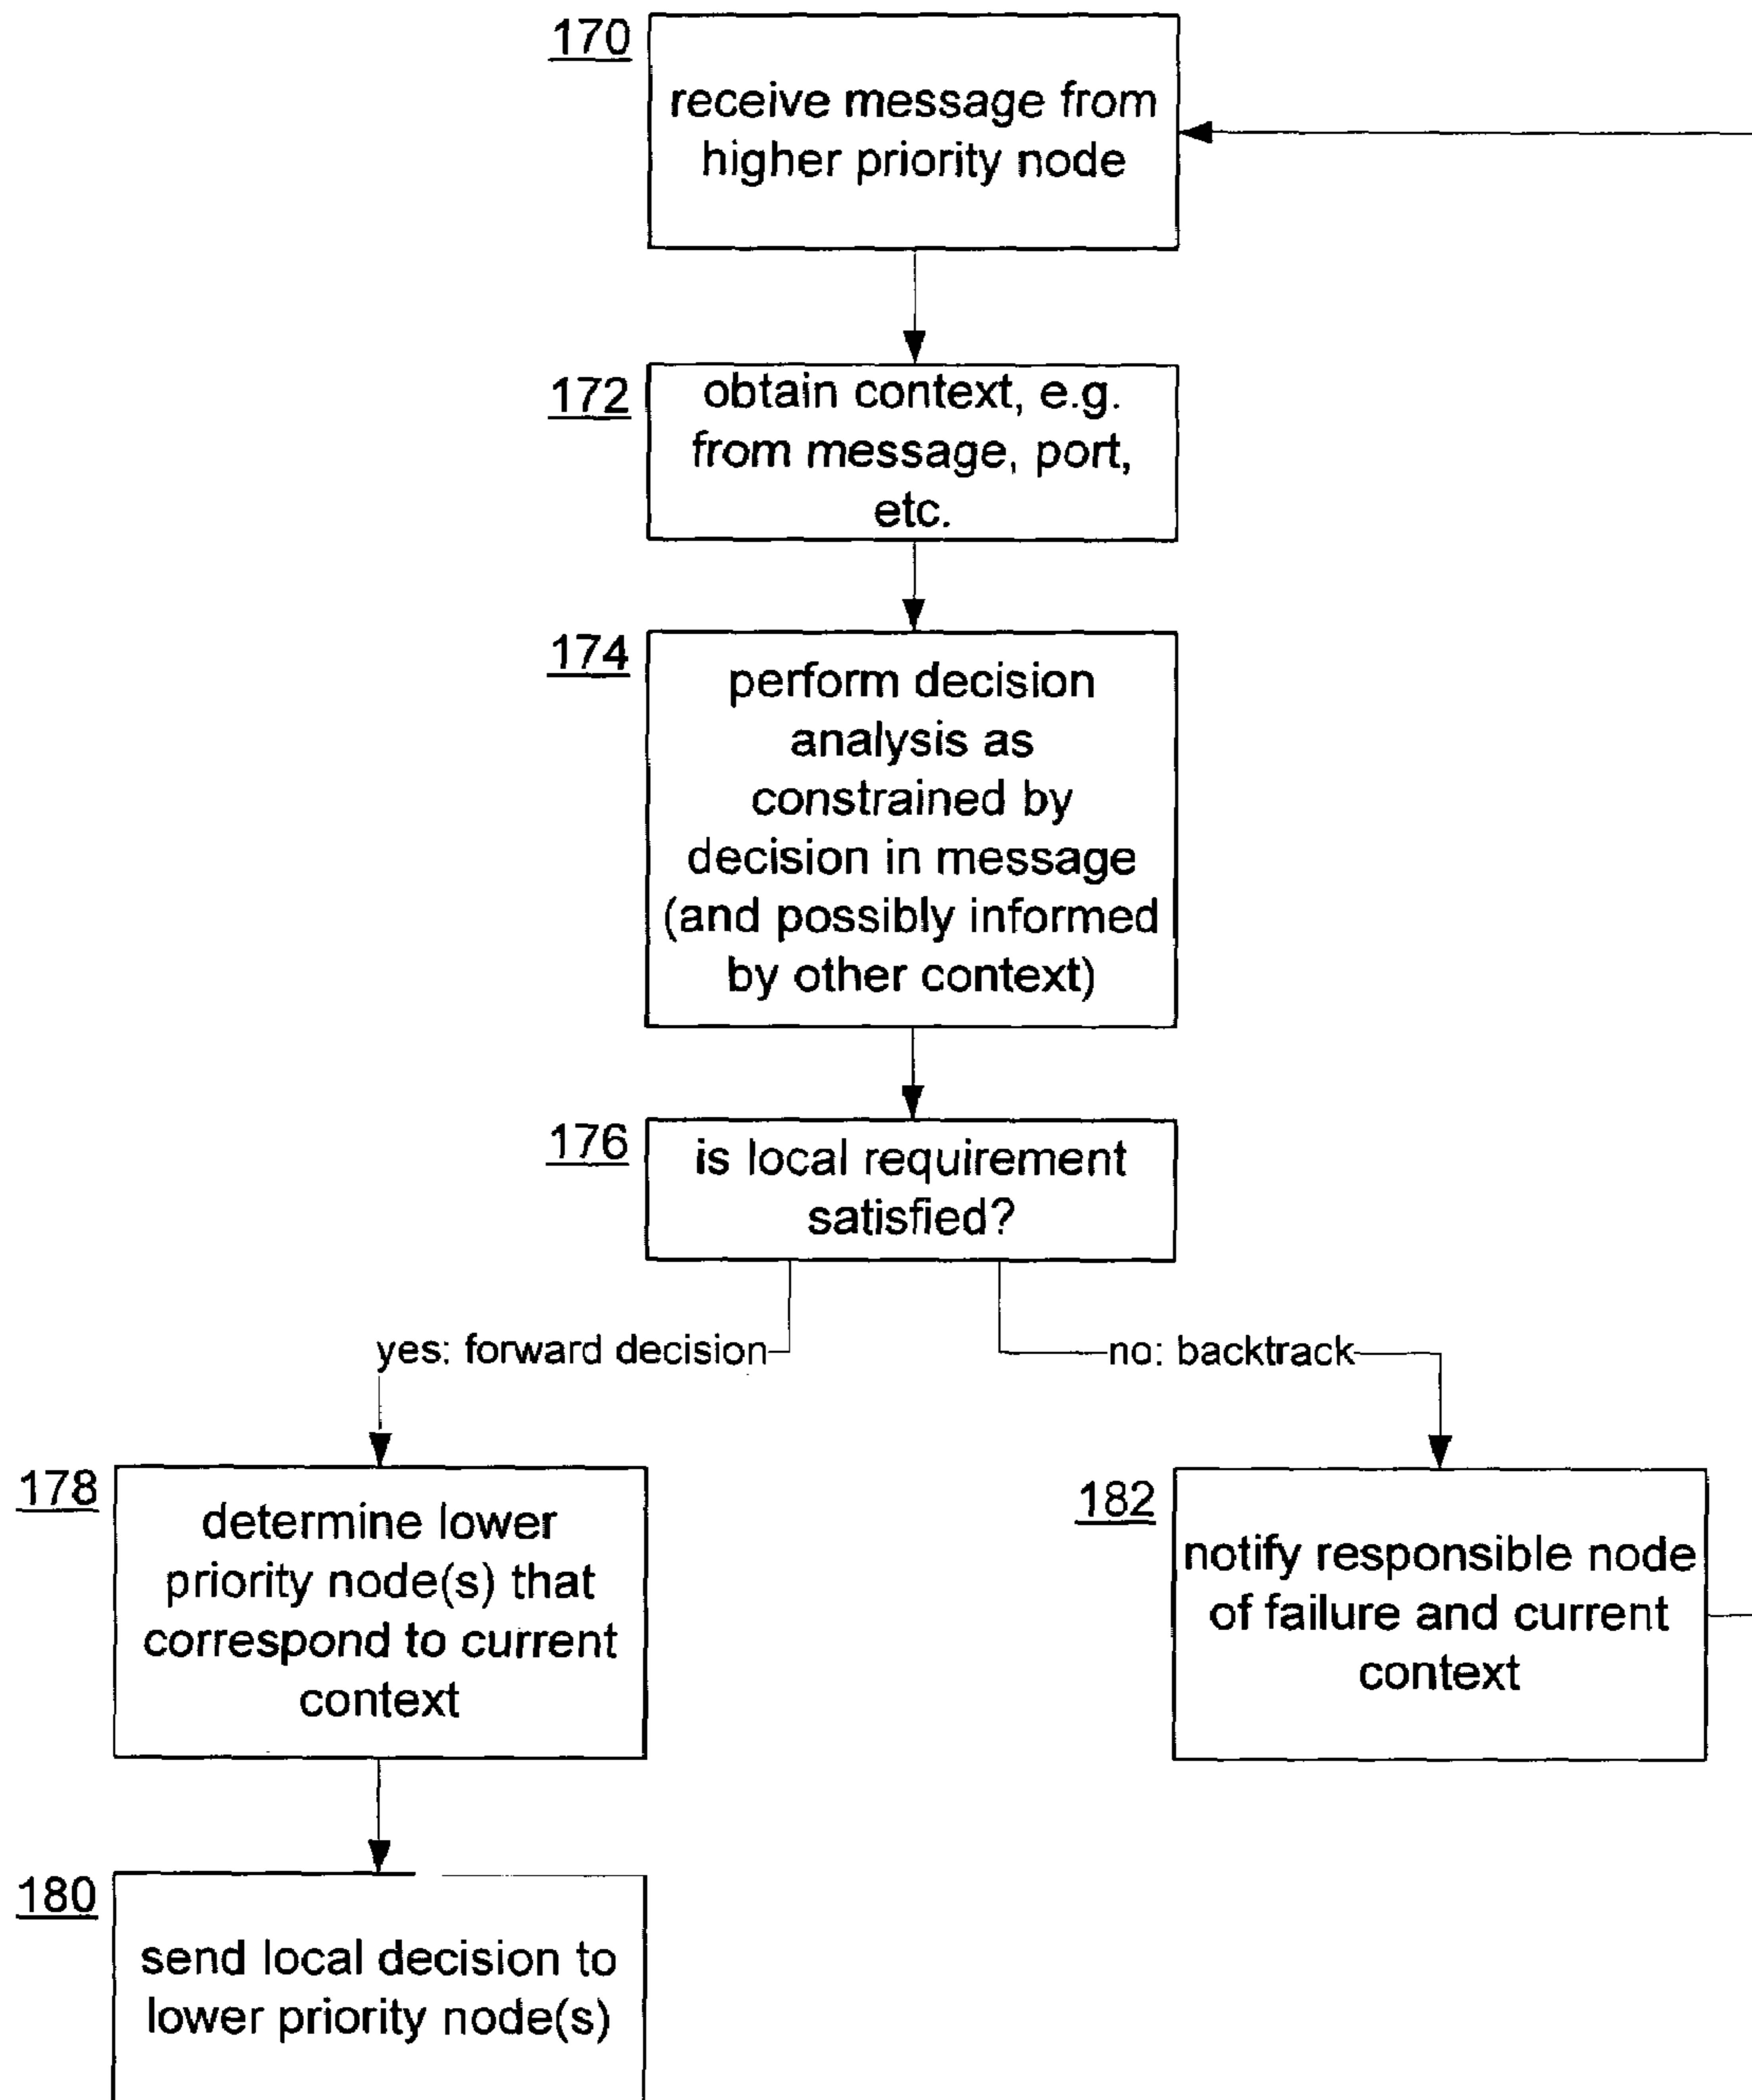 170
receive message from
higher priority node
172
obtain context, e.g.
from message, port,
etc.
174
perform decision
analysis as
constrained by
decision in message
(and possibly informed
by other context)
176
is local requirement
satisfied?
yes: forward decision
no: backtrack
178
determine lower
priority node(s) that
correspond to current
context
182
notify responsible node
of failure and current
context
180
send local decision to
lower priority node(s)